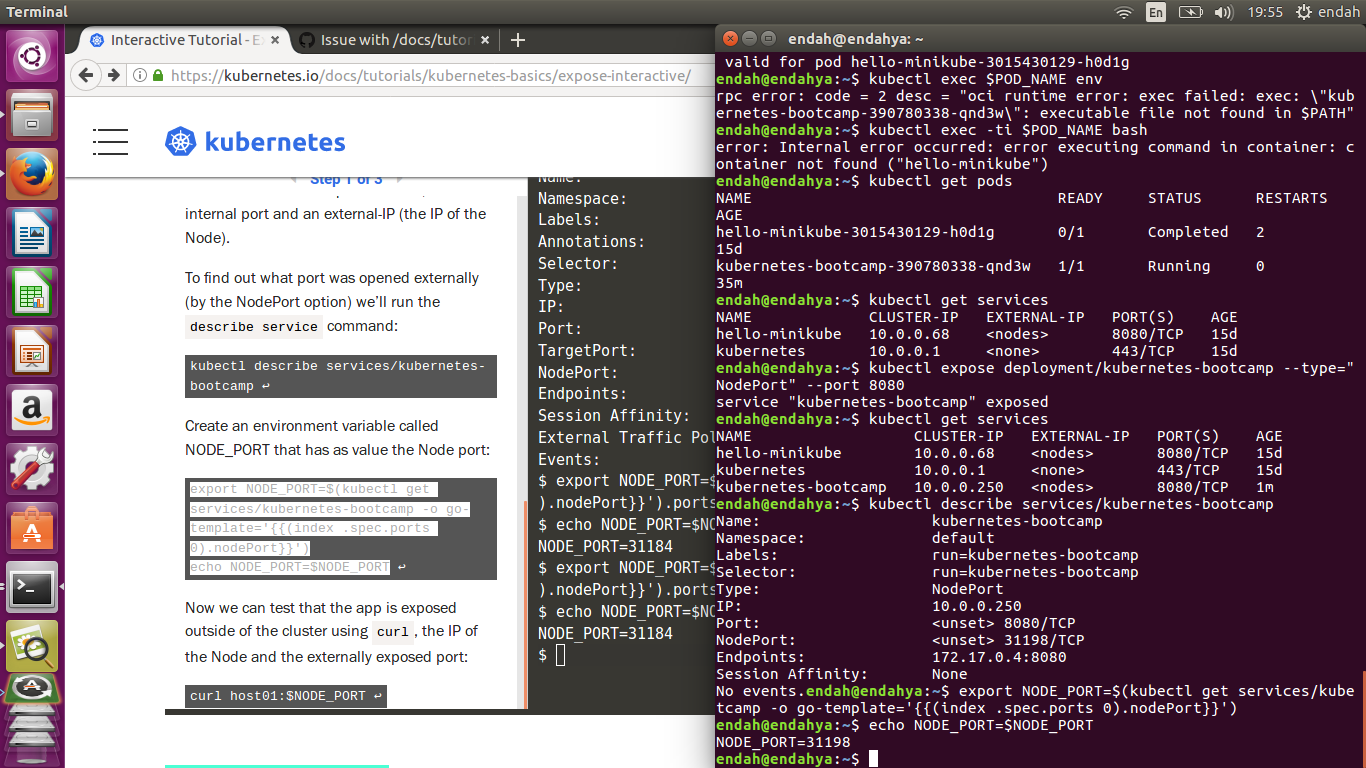 Terminal
En
19:55
endah
Interactive Tutorial - Ex
Issue with /docs/tutor
https://kubernetes.io/docs/tutorials/kubernetes-basics/expose-interactive/
kubernetes
Step 1 of 3
internal port and an external-IP (the IP of the
Node).
To find out what port was opened externally
(by the NodePort option) we'll run the
describe service command:
kubectl describe services/kubernetes-
bootcamp ↩
Create an environment variable called
NODE_PORT that has as value the Node port:
export NODE_PORT=$(kubectl get
services/kubernetes-bootcamp -o go-
template='{{(index .spec.ports
0).nodePort}}')
echo NODE_PORT=$NODE_PORT ↩
Now we can test that the app is exposed
outside of the cluster using curl, the IP of
the Node and the externally exposed port:
curl host01:$NODE_PORT ↩
Name:
Namespace:
Labels:
Annotations:
Selector:
Type:
IP:
Port:
TargetPort:
NodePort:
Endpoints:
Session Affinity:
External Traffic Pol
Events:
$ export NODE_PORT=$
).nodePort}}').ports
$ echo NODE_PORT=$NO
NODE_PORT=31184
$ export NODE_PORT=$
).nodePort}}').ports
$ echo NODE_PORT=$NO
NODE_PORT=31184
$
endah@endahya: ~
valid for pod hello-minikube-3015430129-h0d1g
endah@endahya:~$ kubectl exec $POD_NAME env
rpc error: code = 2 desc = "oci runtime error: exec failed: exec: \"kub
ernetes-bootcamp-390780338-qnd3w\": executable file not found in $PATH"
endah@endahya:~$ kubectl exec -ti $POD_NAME bash
error: Internal error occurred: error executing command in container: c
ontainer not found ("hello-minikube")
endah@endahya:~$ kubectl get pods
NAME READY STATUS RESTARTS
AGE
hello-minikube-3015430129-h0d1g 0/1 Completed 2
15d
kubernetes-bootcamp-390780338-qnd3w 1/1 Running 0
35m
endah@endahya:~$ kubectl get services
NAME CLUSTER-IP EXTERNAL-IP PORT(S) AGE
hello-minikube 10.0.0.68 <nodes> 8080/TCP 15d
kubernetes 10.0.0.1 <none> 443/TCP 15d
endah@endahya:~$ kubectl expose deployment/kubernetes-bootcamp --type="
NodePort" --port 8080
service "kubernetes-bootcamp" exposed
endah@endahya:~$ kubectl get services
NAME CLUSTER-IP EXTERNAL-IP PORT(S) AGE
hello-minikube 10.0.0.68 <nodes> 8080/TCP 15d
kubernetes 10.0.0.1 <none> 443/TCP 15d
kubernetes-bootcamp 10.0.0.250 <nodes> 8080/TCP 1m
endah@endahya:~$ kubectl describe services/kubernetes-bootcamp
Name: kubernetes-bootcamp
Namespace: default
Labels: run=kubernetes-bootcamp
Selector: run=kubernetes-bootcamp
Type: NodePort
IP: 10.0.0.250
Port: <unset> 8080/TCP
NodePort: <unset> 31198/TCP
Endpoints: 172.17.0.4:8080
Session Affinity: None
No events.endah@endahya:~$ export NODE_PORT=$(kubectl get services/kube
tcamp -o go-template='{{(index .spec.ports 0).nodePort}}')
endah@endahya:~$ echo NODE_PORT=$NODE_PORT
NODE_PORT=31198
endah@endahya:~$